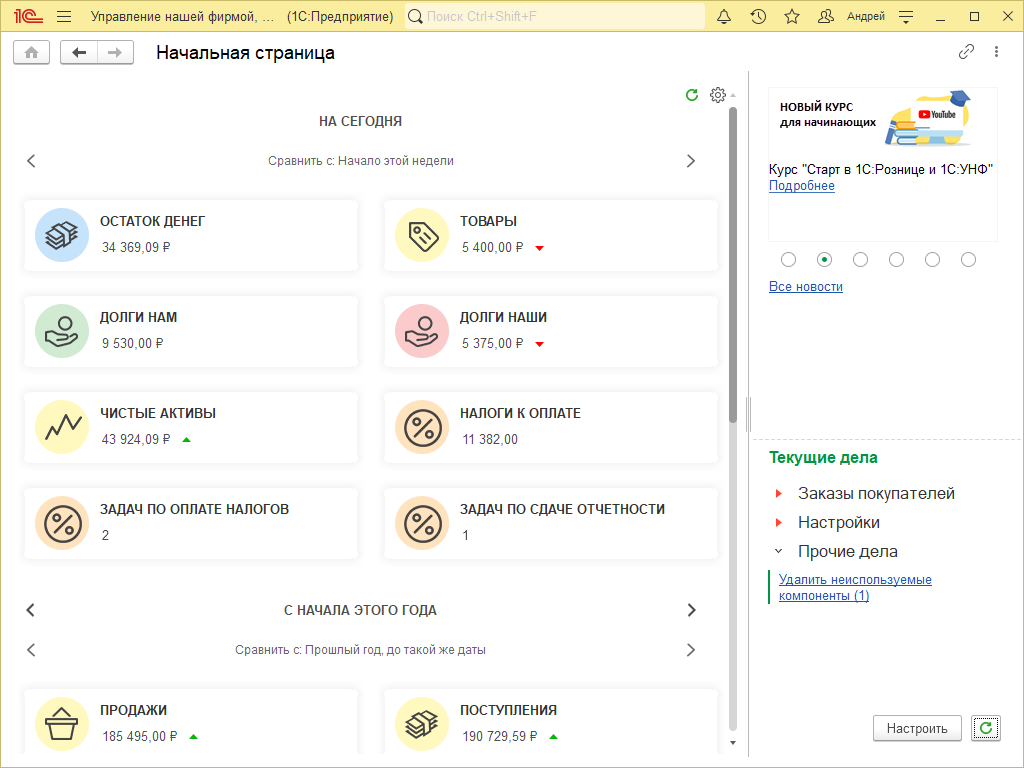 1С Управление нашей фирмой, ... (1С:Предприятие) Поиск Ctrl+Shift+F Андрей
Начальная страница
НА СЕГОДНЯ
Сравнить с: Начало этой недели
ОСТАТОК ДЕНЕГ
34 369,09 ₽
ТОВАРЫ
5 400,00 ₽
ДОЛГИ НАМ
9 530,00 ₽
ДОЛГИ НАШИ
5 375,00 ₽
ЧИСТЫЕ АКТИВЫ
43 924,09 ₽
НАЛОГИ К ОПЛАТЕ
11 382,00
ЗАДАЧ ПО ОПЛАТЕ НАЛОГОВ
2
ЗАДАЧ ПО СДАЧЕ ОТЧЕТНОСТИ
1
С НАЧАЛА ЭТОГО ГОДА
Сравнить с: Прошлый год, до такой же даты
ПРОДАЖИ
185 495,00 ₽
ПОСТУПЛЕНИЯ
190 729,59 ₽
НОВЫЙ КУРС
для начинающих
YouTube
Курс "Старт в 1С:Рознице и 1С:УНФ"
Подробнее
Все новости
Текущие дела
Заказы покупателей
Настройки
Прочие дела
Удалить неиспользуемые
компоненты (1)
Настроить